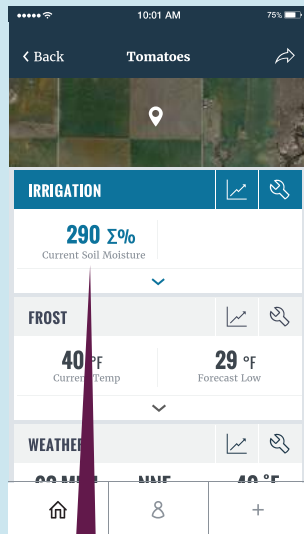 10:01 AM
75%
Back
Tomatoes
IRRIGATION
290 Σ%
Current Soil Moisture
FROST
40 °F
29 °F
Current Temp
Forecast Low
WEATHER
NNE